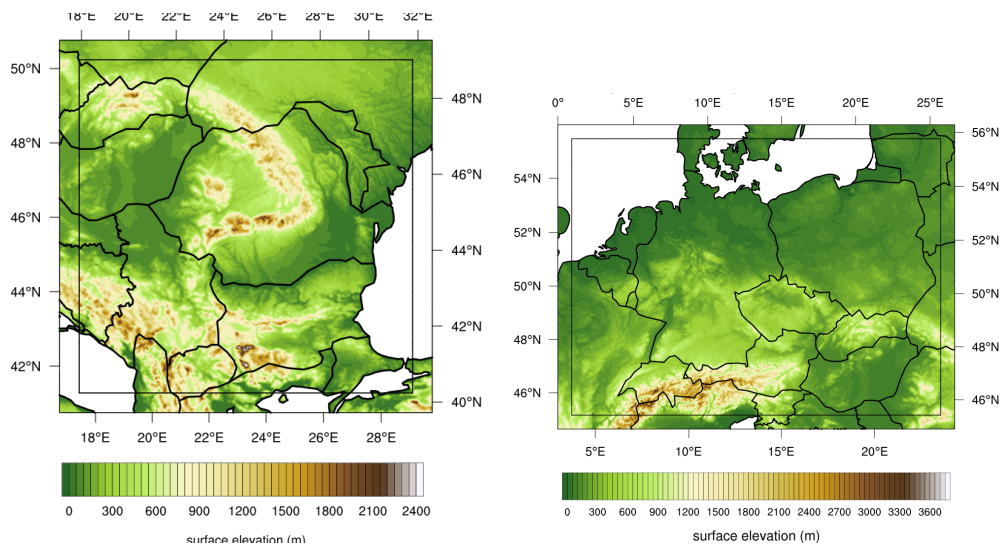 18°E 20°E 22°E 24°E 26°E 28°E 30°E 32°E
50°N
48°N
46°N
44°N
42°N
48°N
46°N
44°N
42°N
40°N
18°E 20°E 22°E 24°E 26°E 28°E
0 300 600 900 1200 1500 1800 2100 2400
surface elevation (m)
0° 5°E 10°E 15°E 20°E 25°E
54°N
52°N
50°N
48°N
46°N
56°N
54°N
52°N
50°N
48°N
46°N
5°E 10°E 15°E 20°E
0 300 600 900 1200 1500 1800 2100 2400 2700 3000 3300 3600
surface elevation (m)